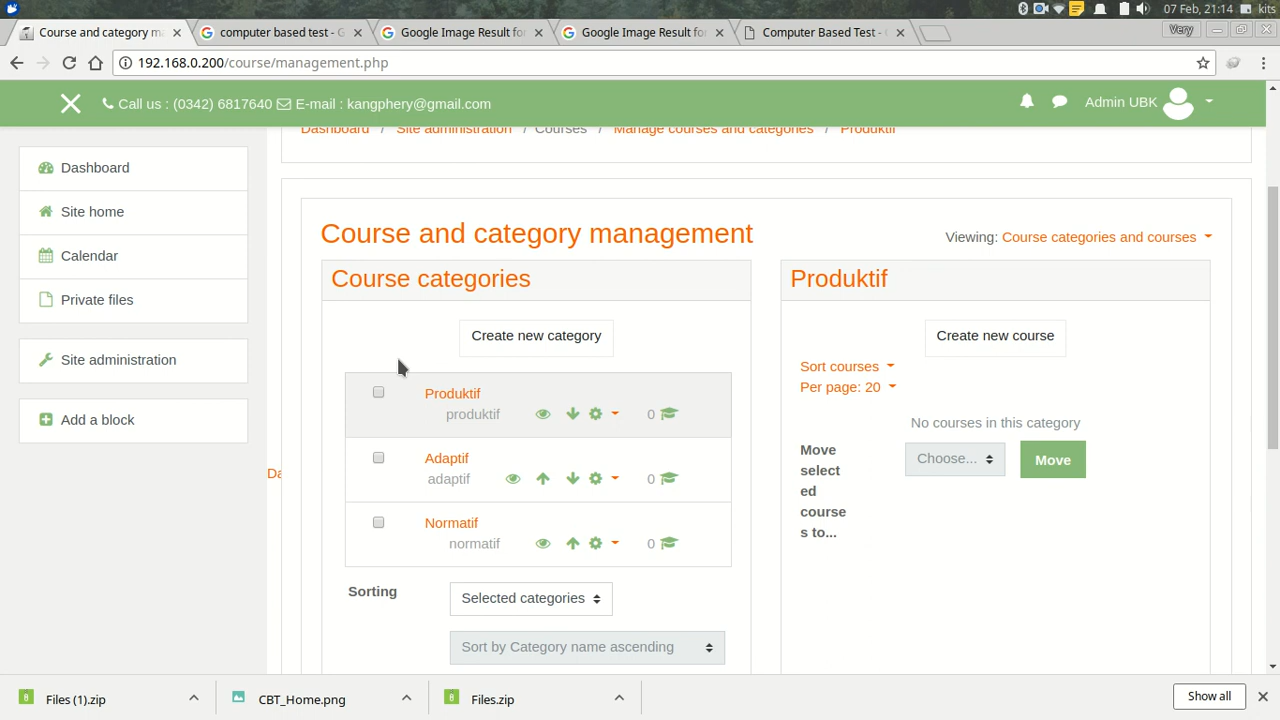 07 Feb, 21:14 kits
Course and category m
computer based test - G
Google Image Result for
Google Image Result for
Computer Based Test -
Very
192.168.0.200/course/management.php
Call us : (0342) 6817640 E-mail : kangphery@gmail.com
Admin UBK
Dashboard / Site administration / Courses / Manage courses and categories / Produktif
Dashboard
Site home
Calendar
Private files
Site administration
Add a block
Da
Course and category management
Viewing: Course categories and courses
Course categories
Create new category
Produktif
produktif 0
Adaptif
adaptif 0
Normatif
normatif 0
Sorting
Selected categories
Sort by Category name ascending
Produktif
Create new course
Sort courses
Per page: 20
No courses in this category
Move
select
ed
course
s to...
Choose...
Move
Files (1).zip
CBT_Home.png
Files.zip
Show all